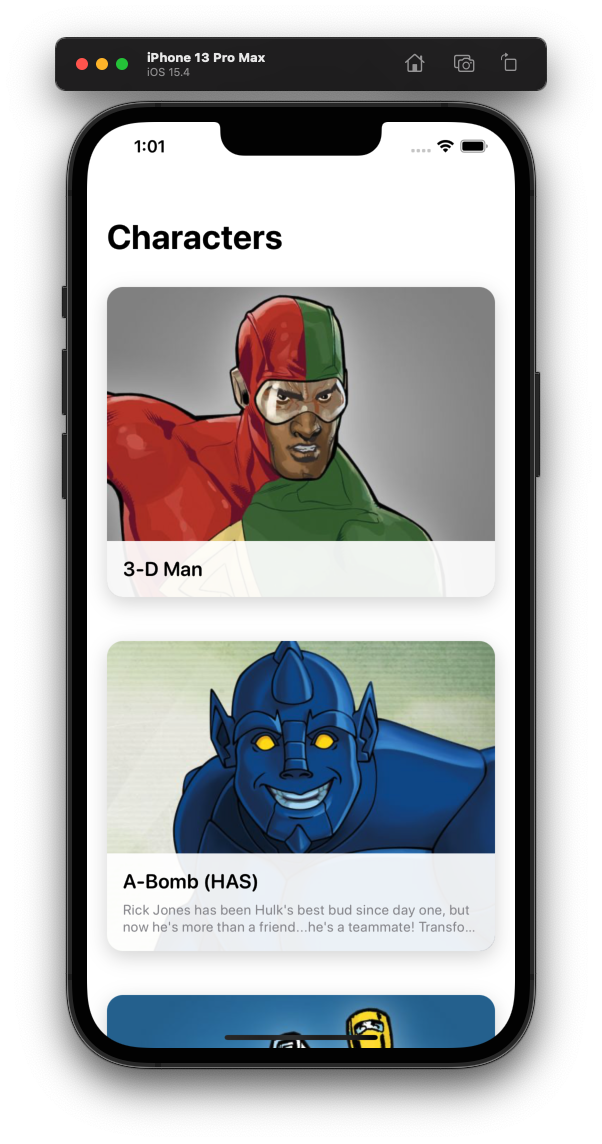 iPhone 13 Pro Max
iOS 15.4
1:01
Characters
3-D Man
A-Bomb (HAS)
Rick Jones has been Hulk's best bud since day one, but
now he's more than a friend...he's a teammate! Transfo...